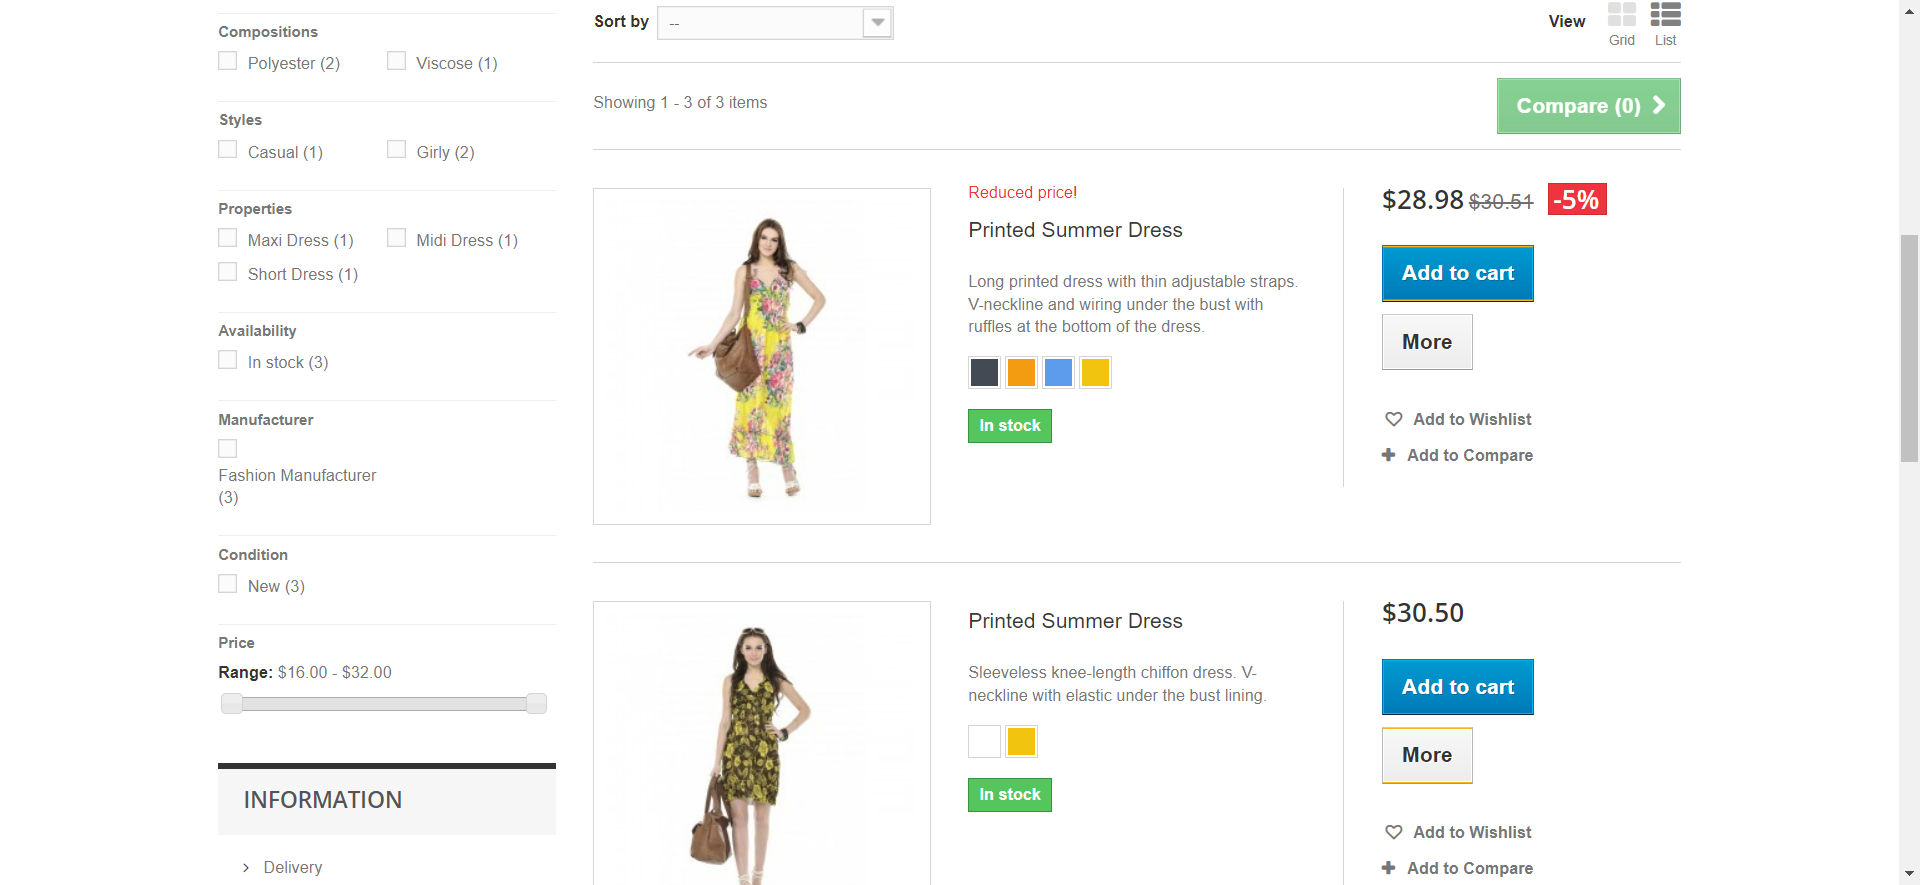 Compositions
Polyester (2)
Viscose (1)
Styles
Casual (1)
Girly (2)
Properties
Maxi Dress (1)
Midi Dress (1)
Short Dress (1)
Availability
In stock (3)
Manufacturer
Fashion Manufacturer
(3)
Condition
New (3)
Price
Range: $16.00 - $32.00
INFORMATION
Delivery
Sort by
--
View
Grid
List
Showing 1 - 3 of 3 items
Compare (0)
Reduced price!
Printed Summer Dress
Long printed dress with thin adjustable straps.
V-neckline and wiring under the bust with
ruffles at the bottom of the dress.
In stock
$28.98 $30.51 -5%
Add to cart
More
Add to Wishlist
Add to Compare
Printed Summer Dress
Sleeveless knee-length chiffon dress. V-
neckline with elastic under the bust lining.
In stock
$30.50
Add to cart
More
Add to Wishlist
Add to Compare